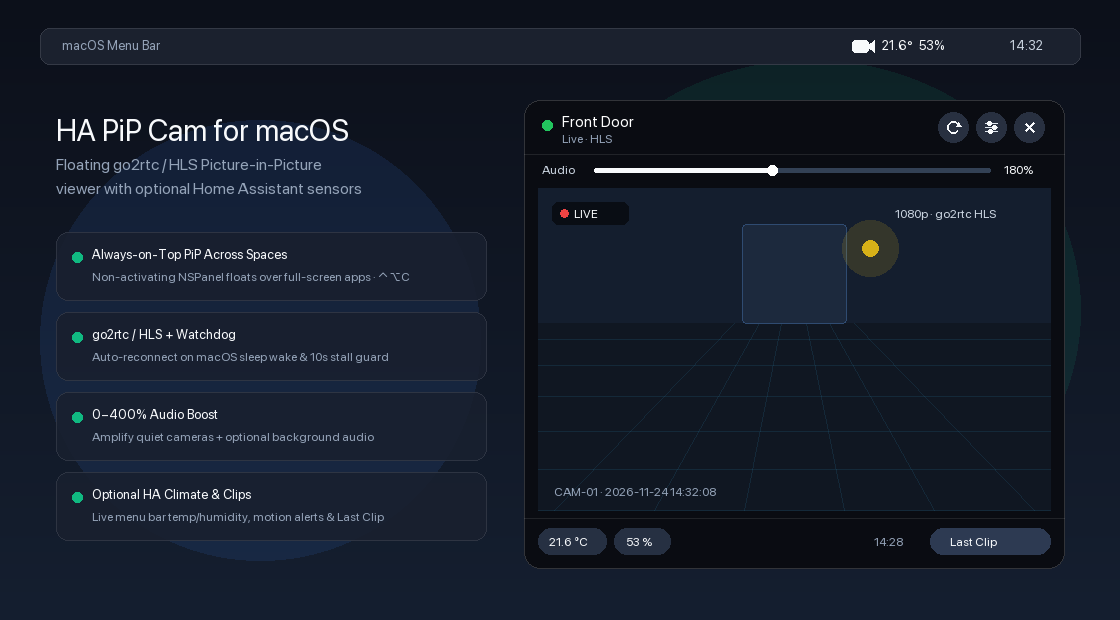 macOS Menu Bar
21.6° 53%
14:32
HA PiP Cam for macOS
Floating go2rtc / HLS Picture-in-Picture
viewer with optional Home Assistant sensors
Always-on-Top PiP Across Spaces
Non-activating NSPanel floats over full-screen apps · ⌃⌥C
go2rtc / HLS + Watchdog
Auto-reconnect on macOS sleep wake & 10s stall guard
0–400% Audio Boost
Amplify quiet cameras + optional background audio
Optional HA Climate & Clips
Live menu bar temp/humidity, motion alerts & Last Clip
Front Door
Live · HLS
Audio
180%
LIVE
1080p · go2rtc HLS
CAM-01 · 2026-11-24 14:32:08
21.6 °C
53 %
14:28
Last Clip